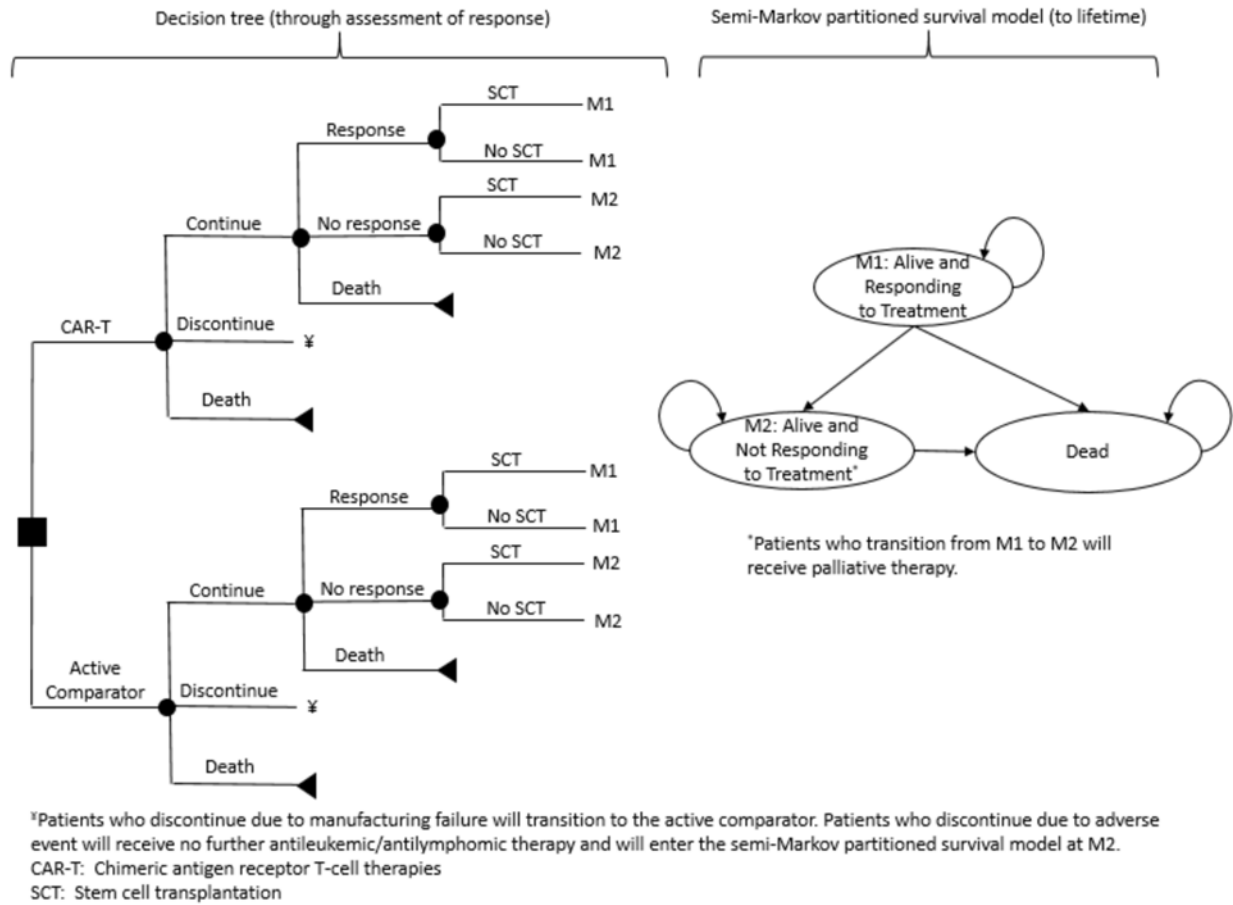 Decision tree (through assessment of response)
Semi-Markov partitioned survival model (to lifetime)
SCT
M1
Response
No SCT
M1
SCT
M2
Continue
No response
No SCT
M2
Death
CAR-T
Discontinue
¥
Death
SCT
M1
Response
No SCT
M1
SCT
M2
Continue
No response
No SCT
M2
Death
Active
Comparator
Discontinue
¥
Death
M1: Alive and
Responding
to Treatment
M2: Alive and
Not Responding
to Treatment*
Dead
*Patients who transition from M1 to M2 will
receive palliative therapy.
¥Patients who discontinue due to manufacturing failure will transition to the active comparator. Patients who discontinue due to adverse
event will receive no further antileukemic/antilymphomic therapy and will enter the semi-Markov partitioned survival model at M2.
CAR-T: Chimeric antigen receptor T-cell therapies
SCT: Stem cell transplantation